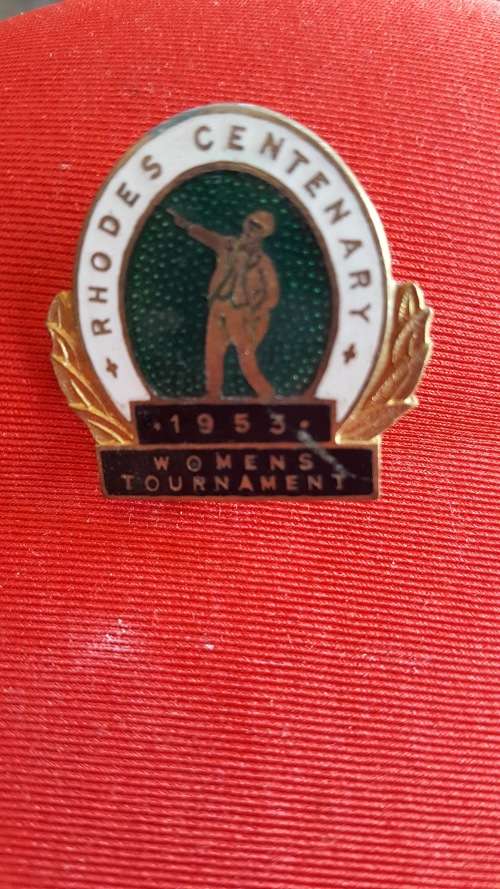 RHODES CENTENARY
1953
WOMENS
TOURNAMENT